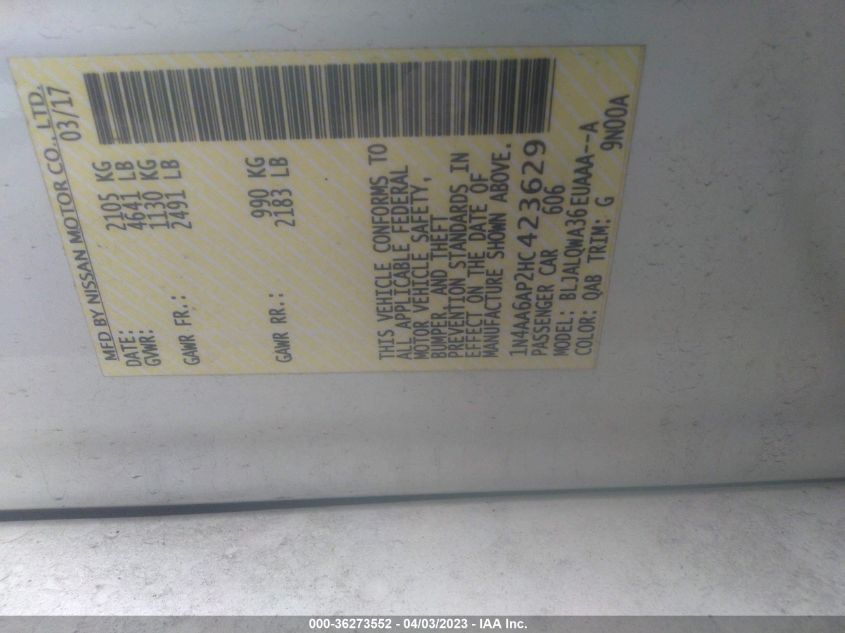 MFD BY NISSAN MOTOR CO., LTD.
DATE: 03/17
GVWR: 2105 KG
4641 LB
GAWR FR.: 1130 KG
2491 LB
GAWR RR.: 990 KG
2183 LB
THIS VEHICLE CONFORMS TO
ALL APPLICABLE FEDERAL
MOTOR VEHICLE SAFETY,
BUMPER, AND THEFT
PREVENTION STANDARDS IN
EFFECT ON THE DATE OF
MANUFACTURE SHOWN ABOVE.
1N4AA6AP2HC423629
PASSENGER CAR 606
MODEL: BLJALQWA36EUAAA--A
COLOR: QAB TRIM: G 9N00A
000-36273552 - 04/03/2023 - IAA Inc.